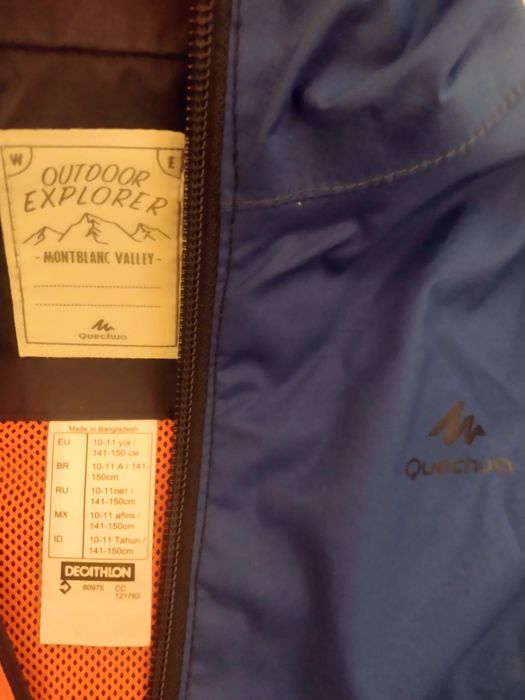 W E
OUTDOOR
EXPLORER
- MONTBLANC VALLEY -
Quechua
Made in Bangladesh
EU 10-11 y/a /
141-150 см
BR 10-11 A / 141-
150cm
RU 10-11лет /
141-150cm
MX 10-11 años /
141-150cm
ID 10-11 Tahun /
141-150cm
DECATHLON
60975 CC:
121783
Quechua